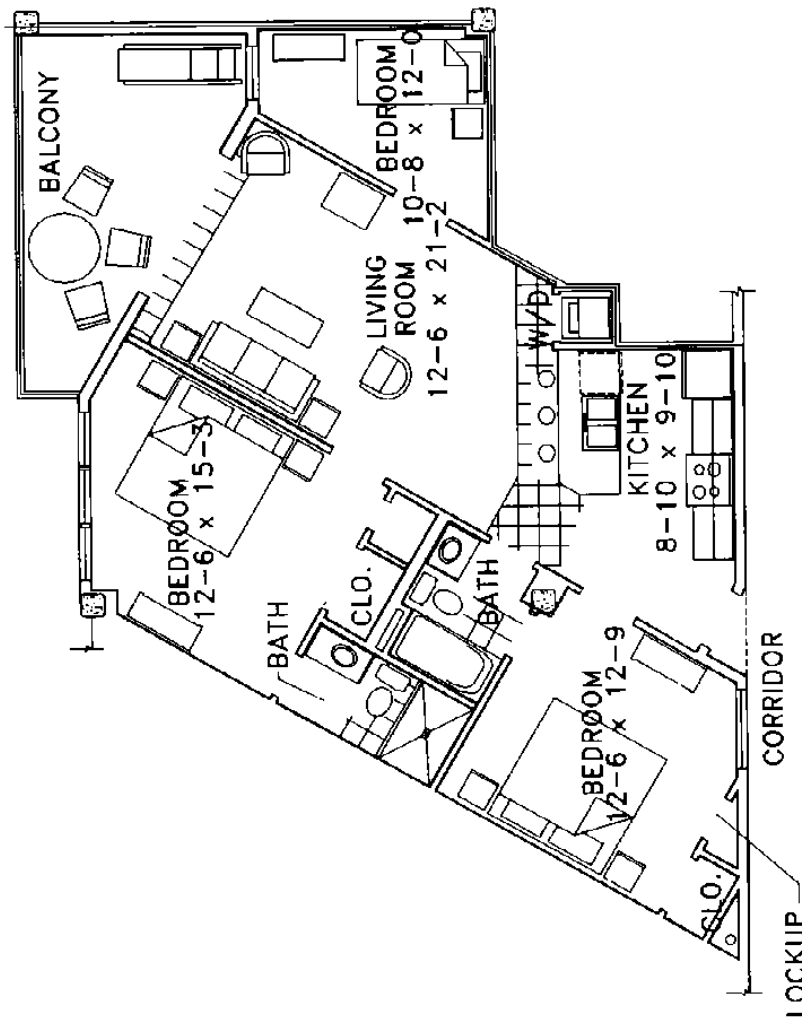 BALCONY
BEDROOM
10-8 x 12-0
LIVING
ROOM
12-6 x 21-2
BEDROOM
12-6 x 15-3
W/D
KITCHEN
8-10 x 9-10
CLO.
BATH
BATH
BEDROOM
12-6 x 12-9
CLO.
CORRIDOR
LOCKUP